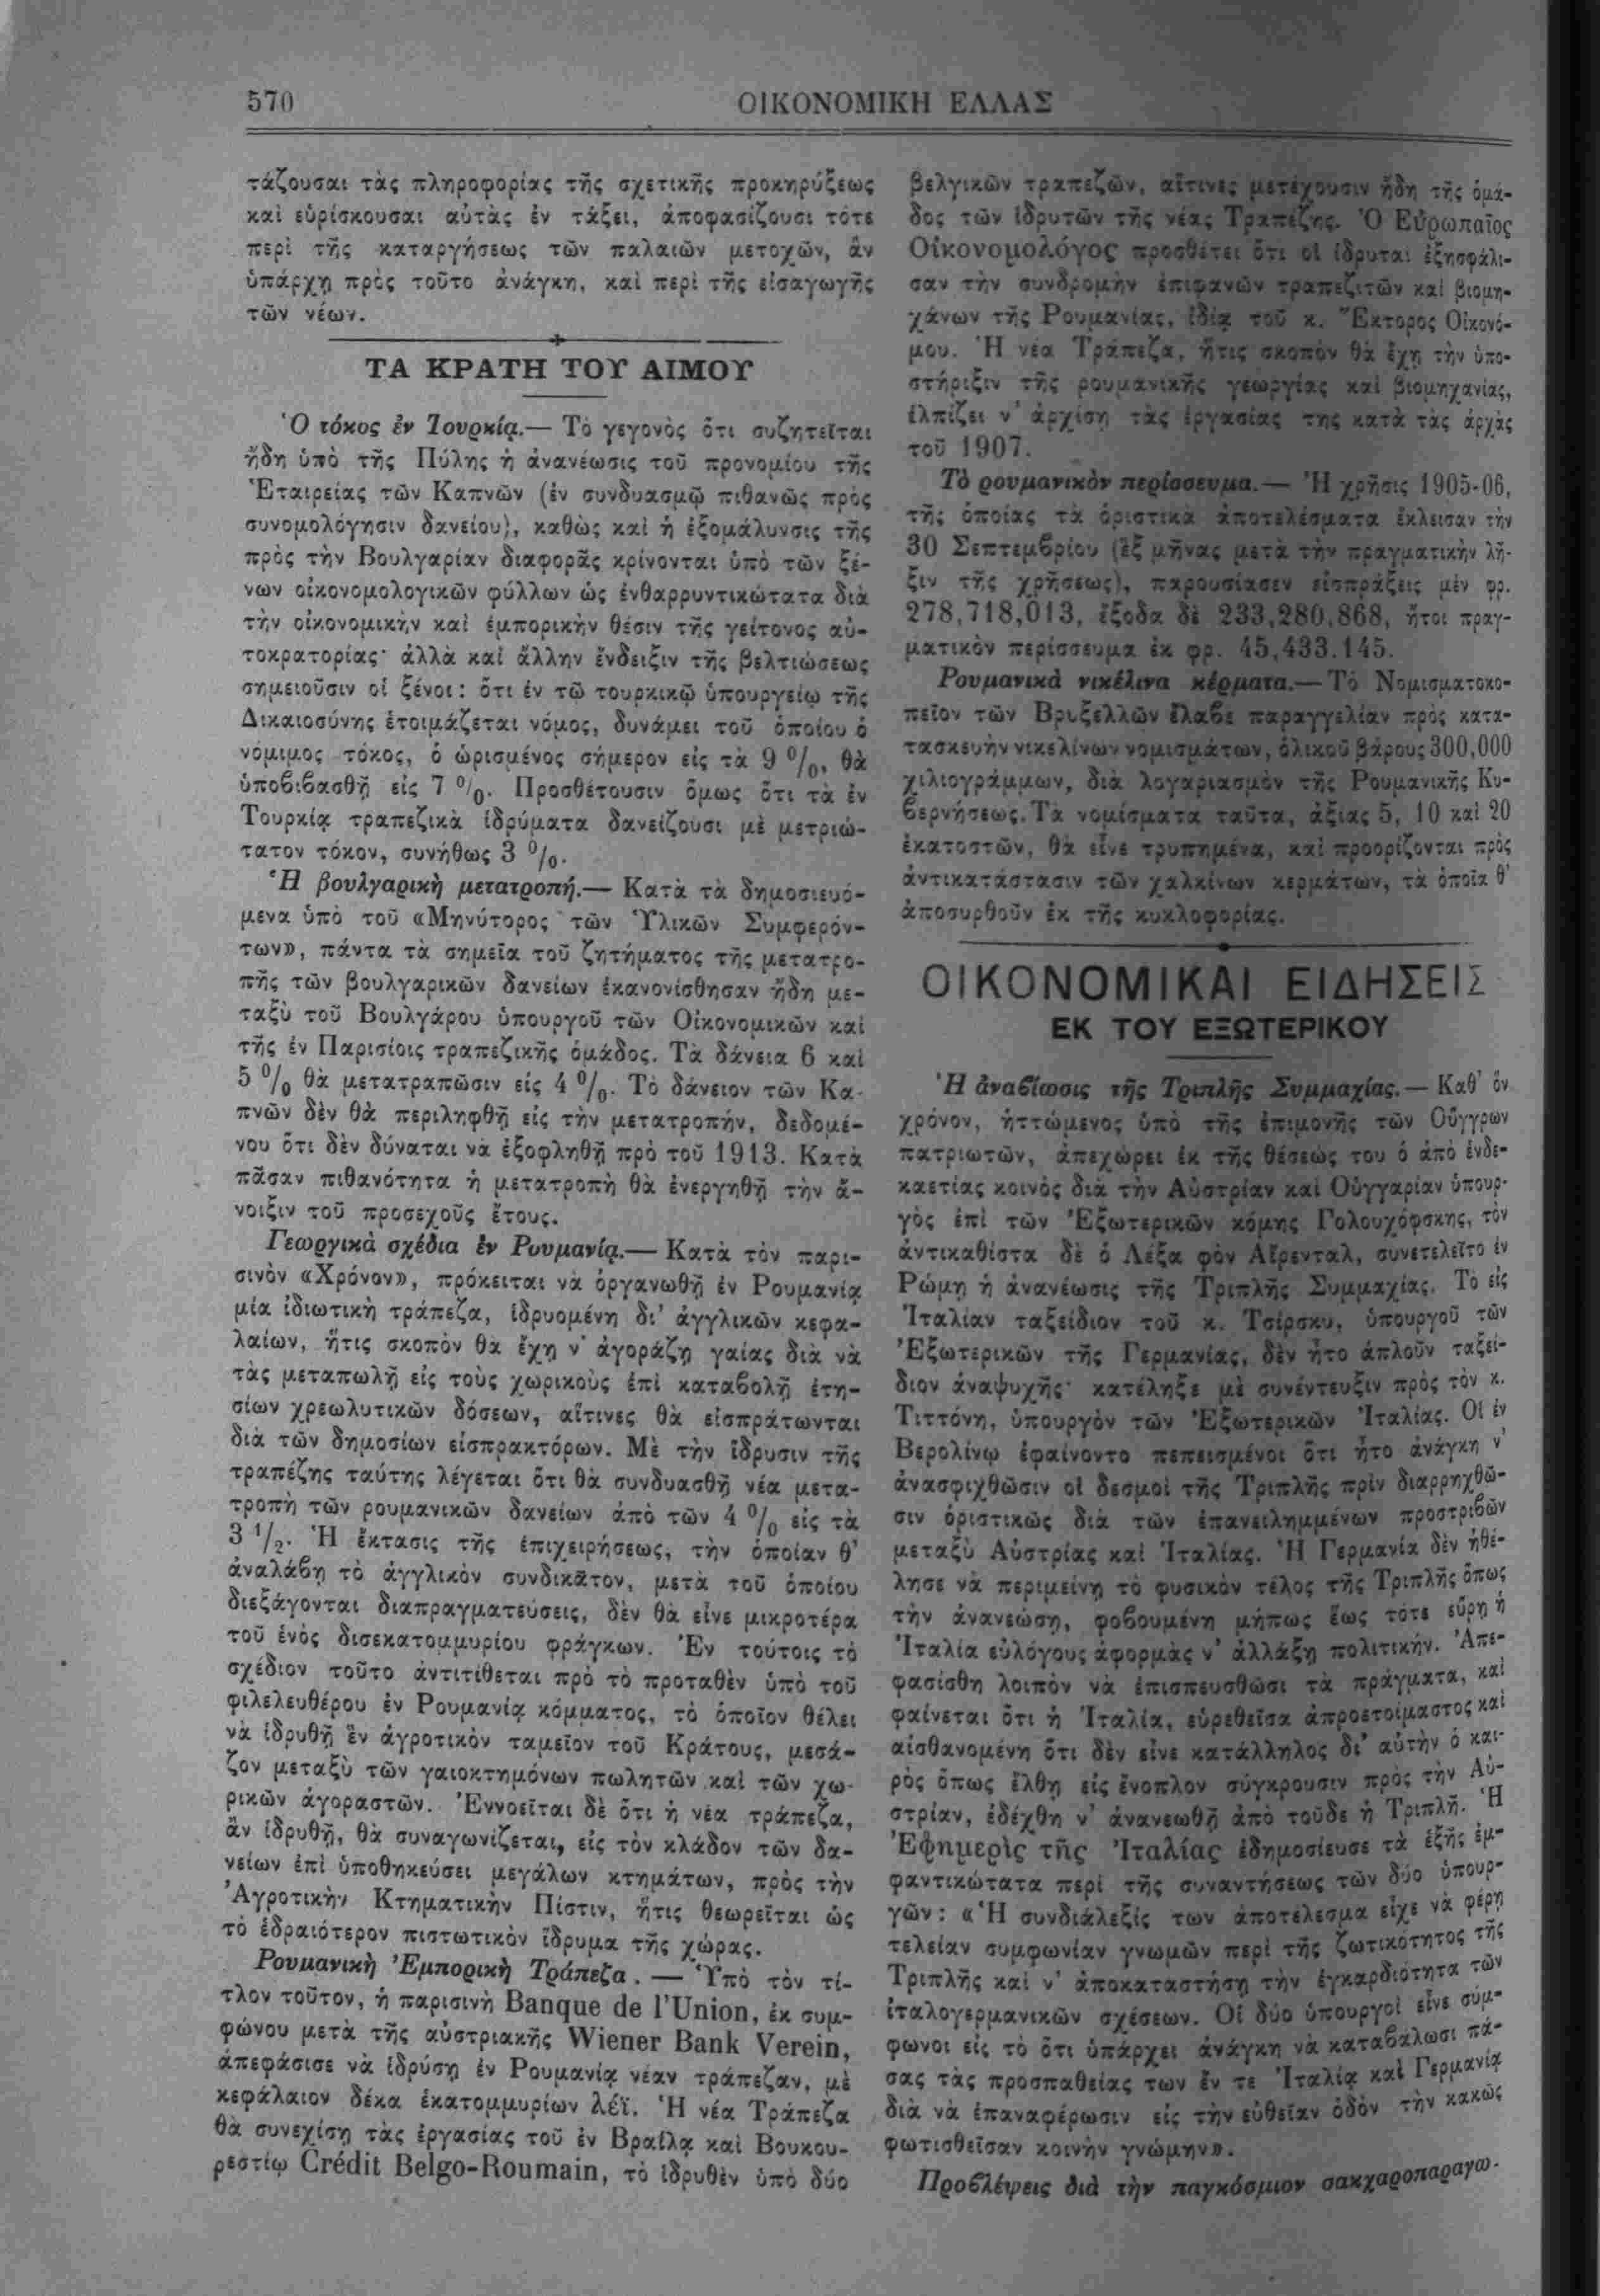 570
ΟΙΚΟΝΟΜΙΚΗ ΕΛΛΑΣ
τάζουσαι τὰς πληροφορίας τῆς σχετικῆς προκηρύξεως
καὶ εὑρίσκουσαι αὐτὰς ἐν τάξει, ἀποφασίζουσι τότε
περὶ τῆς καταργήσεως τῶν παλαιῶν μετοχῶν, ἂν
ὑπάρχῃ πρὸς τοῦτο ἀνάγκη, καὶ περὶ τῆς εἰσαγωγῆς
τῶν νέων.
ΤΑ ΚΡΑΤΗ ΤΟΥ ΑΙΜΟΥ
Ὁ τόκος ἐν Τουρκίᾳ.— Τὸ γεγονὸς ὅτι συζητεῖται
ἤδη ὑπὸ τῆς Πύλης ἡ ἀνανέωσις τοῦ προνομίου τῆς
Ἑταιρείας τῶν Καπνῶν (ἐν συνδυασμῷ πιθανῶς πρὸς
συνομολόγησιν δανείου), καθὼς καὶ ἡ ἐξομάλυνσις τῆς
πρὸς τὴν Βουλγαρίαν διαφορᾶς κρίνονται ὑπὸ τῶν ξέ-
νων οἰκονομολογικῶν φύλλων ὡς ἐνθαρρυντικώτατα διὰ
τὴν οἰκονομικὴν καὶ ἐμπορικὴν θέσιν τῆς γείτονος αὐ-
τοκρατορίας· ἀλλὰ καὶ ἄλλην ἔνδειξιν τῆς βελτιώσεως
σημειοῦσιν οἱ ξένοι: ὅτι ἐν τῷ τουρκικῷ ὑπουργείῳ τῆς
Δικαιοσύνης ἑτοιμάζεται νόμος, δυνάμει τοῦ ὁποίου ὁ
νόμιμος τόκος, ὁ ὡρισμένος σήμερον εἰς τὰ 9 %, θὰ
ὑποβιβασθῇ εἰς 7 %. Προσθέτουσιν ὅμως ὅτι τὰ ἐν
Τουρκίᾳ τραπεζικὰ ἱδρύματα δανείζουσι μὲ μετριώ-
τατον τόκον, συνήθως 3 %.
Ἡ βουλγαρικὴ μετατροπή.— Κατὰ τὰ δημοσιευό-
μενα ὑπὸ τοῦ «Μηνύτορος τῶν Ὑλικῶν Συμφερόν-
των», πάντα τὰ σημεῖα τοῦ ζητήματος τῆς μετατρο-
πῆς τῶν βουλγαρικῶν δανείων ἐκανονίσθησαν ἤδη με-
ταξὺ τοῦ Βουλγάρου ὑπουργοῦ τῶν Οἰκονομικῶν καὶ
τῆς ἐν Παρισίοις τραπεζικῆς ὁμάδος. Τὰ δάνεια 6 καὶ
5 % θὰ μετατραπῶσιν εἰς 4 %. Τὸ δάνειον τῶν Κα-
πνῶν δὲν θὰ περιληφθῇ εἰς τὴν μετατροπήν, δεδομέ-
νου ὅτι δὲν δύναται νὰ ἐξοφληθῇ πρὸ τοῦ 1913. Κατὰ
πᾶσαν πιθανότητα ἡ μετατροπὴ θὰ ἐνεργηθῇ τὴν ἄ-
νοιξιν τοῦ προσεχοῦς ἔτους.
Γεωργικὰ σχέδια ἐν Ρουμανίᾳ.— Κατὰ τὸν παρι-
σινὸν «Χρόνον», πρόκειται νὰ ὀργανωθῇ ἐν Ρουμανίᾳ
μία ἰδιωτικὴ τράπεζα, ἱδρυομένη δι' ἀγγλικῶν κεφα-
λαίων, ἥτις σκοπὸν θὰ ἔχῃ ν' ἀγοράζῃ γαίας διὰ νὰ
τὰς μεταπωλῇ εἰς τοὺς χωρικοὺς ἐπὶ καταβολῇ ἐτη-
σίων χρεωλυτικῶν δόσεων, αἵτινες θὰ εἰσπράτωνται
διὰ τῶν δημοσίων εἰσπρακτόρων. Μὲ τὴν ἵδρυσιν τῆς
τραπέζης ταύτης λέγεται ὅτι θὰ συνδυασθῇ νέα μετα-
τροπὴ τῶν ρουμανικῶν δανείων ἀπὸ τῶν 4 % εἰς τὰ
3 1/2. Ἡ ἔκτασις τῆς ἐπιχειρήσεως, τὴν ὁποίαν θ'
ἀναλάβῃ τὸ ἀγγλικὸν συνδικᾶτον, μετὰ τοῦ ὁποίου
διεξάγονται διαπραγματεύσεις, δὲν θὰ εἶνε μικροτέρα
τοῦ ἑνὸς δισεκατομμυρίου φράγκων. Ἐν τούτοις τὸ
σχέδιον τοῦτο ἀντιτίθεται πρὸ τὸ προταθὲν ὑπὸ τοῦ
φιλελευθέρου ἐν Ρουμανίᾳ κόμματος, τὸ ὁποῖον θέλει
νὰ ἱδρυθῇ ἓν ἀγροτικὸν ταμεῖον τοῦ Κράτους, μεσά-
ζον μεταξὺ τῶν γαιοκτημόνων πωλητῶν καὶ τῶν χω-
ρικῶν ἀγοραστῶν. Ἐννοεῖται δὲ ὅτι ἡ νέα τράπεζα,
ἂν ἱδρυθῇ, θὰ συναγωνίζεται, εἰς τὸν κλάδον τῶν δα-
νείων ἐπὶ ὑποθηκεύσει μεγάλων κτημάτων, πρὸς τὴν
Ἀγροτικὴν Κτηματικὴν Πίστιν, ἥτις θεωρεῖται ὡς
τὸ ἑδραιότερον πιστωτικὸν ἵδρυμα τῆς χώρας.
Ρουμανικὴ Ἐμπορικὴ Τράπεζα. — Ὑπὸ τὸν τί-
τλον τοῦτον, ἡ παρισινὴ Banque de l'Union, ἐκ συμ-
φώνου μετὰ τῆς αὐστριακῆς Wiener Bank Verein,
ἀπεφάσισε νὰ ἱδρύσῃ ἐν Ρουμανίᾳ νέαν τράπεζαν, μὲ
κεφάλαιον δέκα ἑκατομμυρίων λέϊ. Ἡ νέα Τράπεζα
θὰ συνεχίσῃ τὰς ἐργασίας τοῦ ἐν Βραΐλᾳ καὶ Βουκου-
ρεστίῳ Crédit Belgo-Roumain, τὸ ἱδρυθὲν ὑπὸ δύο
βελγικῶν τραπεζῶν, αἵτινες μετέχουσιν ἤδη τῆς ὁμά-
δος τῶν ἱδρυτῶν τῆς νέας Τραπέζης. Ὁ Εὐρωπαῖος
Οἰκονομολόγος προσθέτει ὅτι οἱ ἱδρυταὶ ἐξησφάλι-
σαν τὴν συνδρομὴν ἐπιφανῶν τραπεζιτῶν καὶ βιομη-
χάνων τῆς Ρουμανίας, ἰδίᾳ τοῦ κ. Ἕκτορος Οἰκονό-
μου. Ἡ νέα Τράπεζα, ἥτις σκοπὸν θὰ ἔχῃ τὴν ὑπο-
στήριξιν τῆς ρουμανικῆς γεωργίας καὶ βιομηχανίας,
ἐλπίζει ν' ἀρχίσῃ τὰς ἐργασίας της κατὰ τὰς ἀρχὰς
τοῦ 1907.
Τὸ ρουμανικὸν περίσσευμα.— Ἡ χρῆσις 1905-06,
τῆς ὁποίας τὰ ὁριστικὰ ἀποτελέσματα ἔκλεισαν τὴν
30 Σεπτεμβρίου (ἓξ μῆνας μετὰ τὴν πραγματικὴν λῆ-
ξιν τῆς χρήσεως), παρουσίασεν εἰσπράξεις μὲν φρ.
278,718,013, ἔξοδα δὲ 233,280,868, ἤτοι πραγ-
ματικὸν περίσσευμα ἐκ φρ. 45,433.145.
Ρουμανικὰ νικέλινα κέρματα.— Τὸ Νομισματοκο-
πεῖον τῶν Βρυξελλῶν ἔλαβε παραγγελίαν πρὸς κατα-
τασκευὴν νικελίνων νομισμάτων, ὁλικοῦ βάρους 300,000
χιλιογράμμων, διὰ λογαριασμὸν τῆς Ρουμανικῆς Κυ-
βερνήσεως. Τὰ νομίσματα ταῦτα, ἀξίας 5, 10 καὶ 20
ἑκατοστῶν, θὰ εἶνε τρυπημένα, καὶ προορίζονται πρὸς
ἀντικατάστασιν τῶν χαλκίνων κερμάτων, τὰ ὁποῖα θ'
ἀποσυρθοῦν ἐκ τῆς κυκλοφορίας.
ΟΙΚΟΝΟΜΙΚΑΙ ΕΙΔΗΣΕΙΣ
ΕΚ ΤΟΥ ΕΞΩΤΕΡΙΚΟΥ
Ἡ ἀναβίωσις τῆς Τριπλῆς Συμμαχίας.— Καθ' ὃν
χρόνον, ἡττώμενος ὑπὸ τῆς ἐπιμονῆς τῶν Οὕγγρων
πατριωτῶν, ἀπεχώρει ἐκ τῆς θέσεώς του ὁ ἀπὸ ἑνδε-
καετίας κοινὸς διὰ τὴν Αὐστρίαν καὶ Οὑγγαρίαν ὑπουρ-
γὸς ἐπὶ τῶν Ἐξωτερικῶν κόμης Γολουχόφσκης, τὸν
ἀντικαθίστα δὲ ὁ Λέξα φὸν Αἴρενταλ, συνετελεῖτο ἐν
Ρώμῃ ἡ ἀνανέωσις τῆς Τριπλῆς Συμμαχίας. Τὸ εἰς
Ἰταλίαν ταξείδιον τοῦ κ. Τσίρσκυ, ὑπουργοῦ τῶν
Ἐξωτερικῶν τῆς Γερμανίας, δὲν ἦτο ἁπλοῦν ταξεί-
διον ἀναψυχῆς· κατέληξε μὲ συνέντευξιν πρὸς τὸν κ.
Τιττόνη, ὑπουργὸν τῶν Ἐξωτερικῶν Ἰταλίας. Οἱ ἐν
Βερολίνῳ ἐφαίνοντο πεπεισμένοι ὅτι ἦτο ἀνάγκη ν'
ἀνασφιχθῶσιν οἱ δεσμοὶ τῆς Τριπλῆς πρὶν διαρρηχθῶ-
σιν ὁριστικῶς διὰ τῶν ἐπανειλημμένων προστριβῶν
μεταξὺ Αὐστρίας καὶ Ἰταλίας. Ἡ Γερμανία δὲν ἠθέ-
λησε νὰ περιμείνῃ τὸ φυσικὸν τέλος τῆς Τριπλῆς ὅπως
τὴν ἀνανεώσῃ, φοβουμένη μήπως ἕως τότε εὕρῃ ἡ
Ἰταλία εὐλόγους ἀφορμὰς ν' ἀλλάξῃ πολιτικήν. Ἀπε-
φασίσθη λοιπὸν νὰ ἐπισπευσθῶσι τὰ πράγματα, καὶ
φαίνεται ὅτι ἡ Ἰταλία, εὑρεθεῖσα ἀπροετοίμαστος καὶ
αἰσθανομένη ὅτι δὲν εἶνε κατάλληλος δι' αὐτὴν ὁ και-
ρὸς ὅπως ἔλθῃ εἰς ἔνοπλον σύγκρουσιν πρὸς τὴν Αὐ-
στρίαν, ἐδέχθη ν' ἀνανεωθῇ ἀπὸ τοῦδε ἡ Τριπλῆ. Ἡ
Ἐφημερὶς τῆς Ἰταλίας ἐδημοσίευσε τὰ ἑξῆς ἐμ-
φαντικώτατα περὶ τῆς συναντήσεως τῶν δύο ὑπουρ-
γῶν: «Ἡ συνδιάλεξίς των ἀποτέλεσμα εἶχε νὰ φέρῃ
τελείαν συμφωνίαν γνωμῶν περὶ τῆς ζωτικότητος τῆς
Τριπλῆς καὶ ν' ἀποκαταστήσῃ τὴν ἐγκαρδιότητα τῶν
ἰταλογερμανικῶν σχέσεων. Οἱ δύο ὑπουργοὶ εἶνε σύμ-
φωνοι εἰς τὸ ὅτι ὑπάρχει ἀνάγκη νὰ καταβάλωσι πά-
σας τὰς προσπαθείας των ἔν τε Ἰταλίᾳ καὶ Γερμανίᾳ
διὰ νὰ ἐπαναφέρωσιν εἰς τὴν εὐθεῖαν ὁδὸν τὴν κακῶς
φωτισθεῖσαν κοινὴν γνώμην».
Προβλέψεις διὰ τὴν παγκόσμιον σακχαροπαραγω-